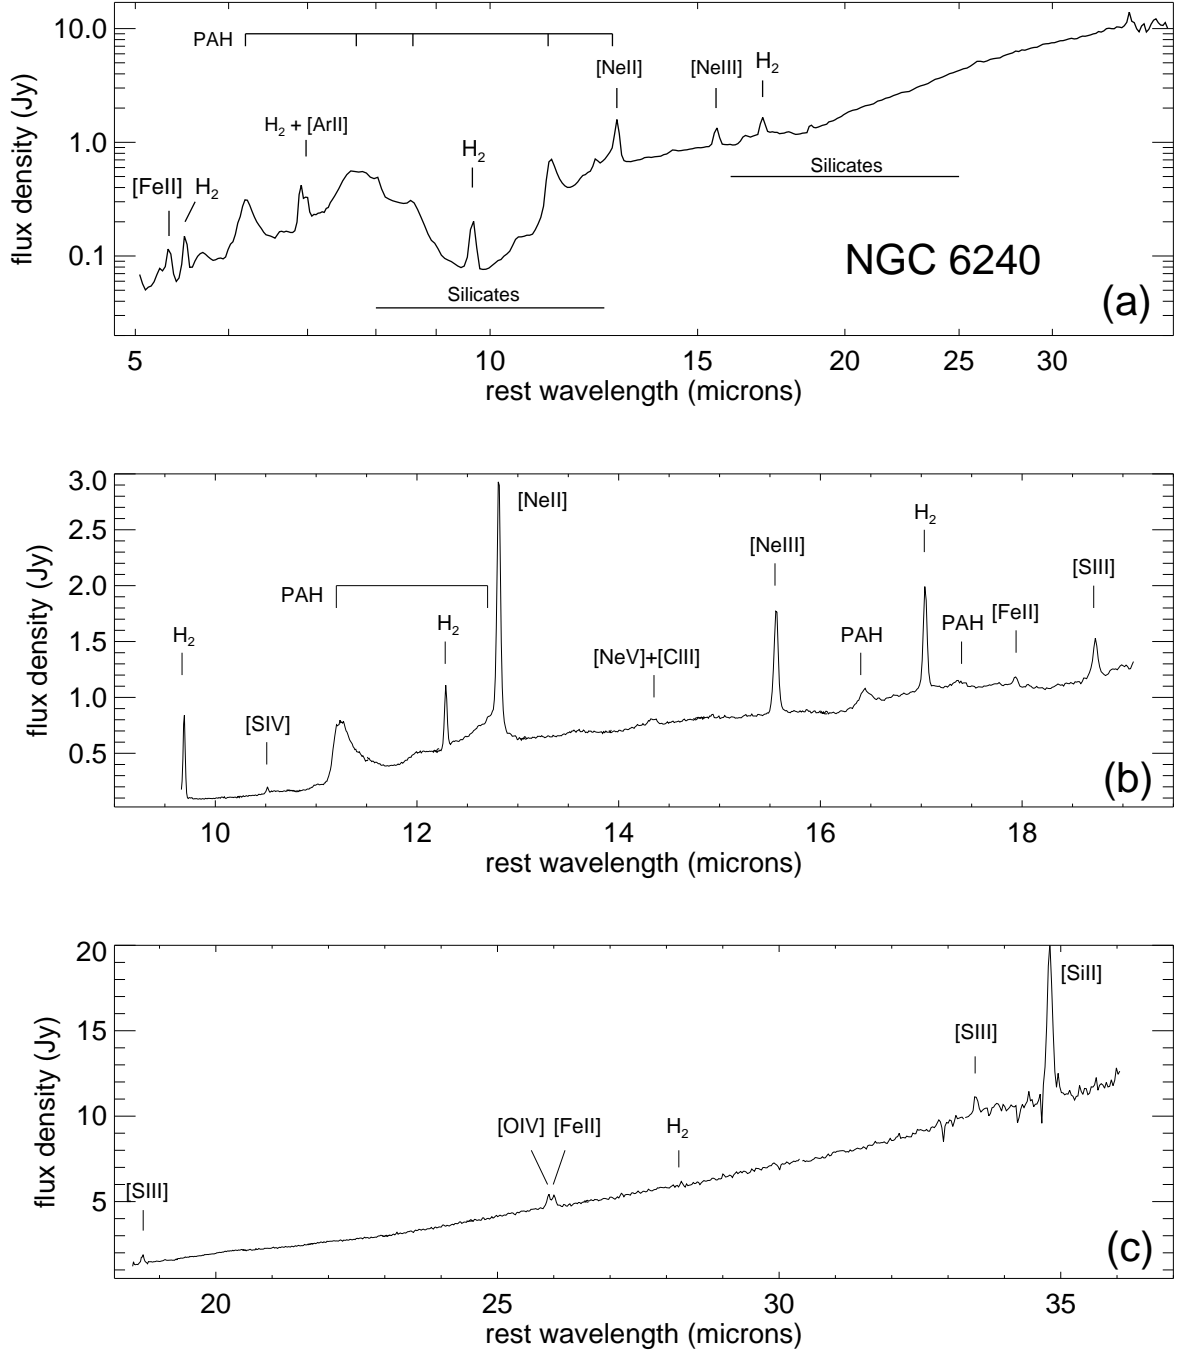 PAH
[NeII]
[NeIII]
H2
H2 + [ArII]
H2
[FeII] H2
Silicates
Silicates
NGC 6240
(a)
10.0
1.0
0.1
flux density (Jy)
5 10 15 20 25 30
rest wavelength (microns)
3.0
2.5
2.0
1.5
1.0
0.5
flux density (Jy)
[NeII]
H2
[NeIII]
[SIII]
PAH
[FeII]
H2
H2
PAH
PAH
[NeV]+[CIII]
[SIV]
(b)
10 12 14 16 18
rest wavelength (microns)
20
15
10
5
flux density (Jy)
[SiII]
[SIII]
[OIV] [FeII]
H2
[SIII]
(c)
20 25 30 35
rest wavelength (microns)